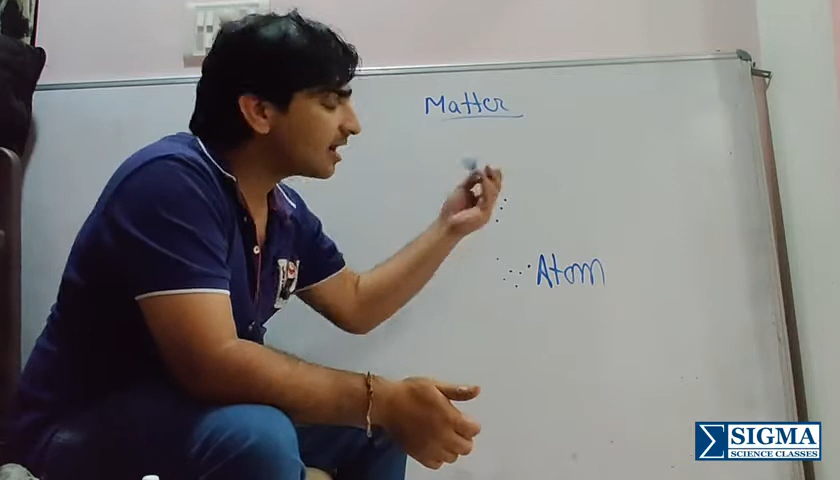 Matter
Atom
Σ SIGMA
SCIENCE CLASSES